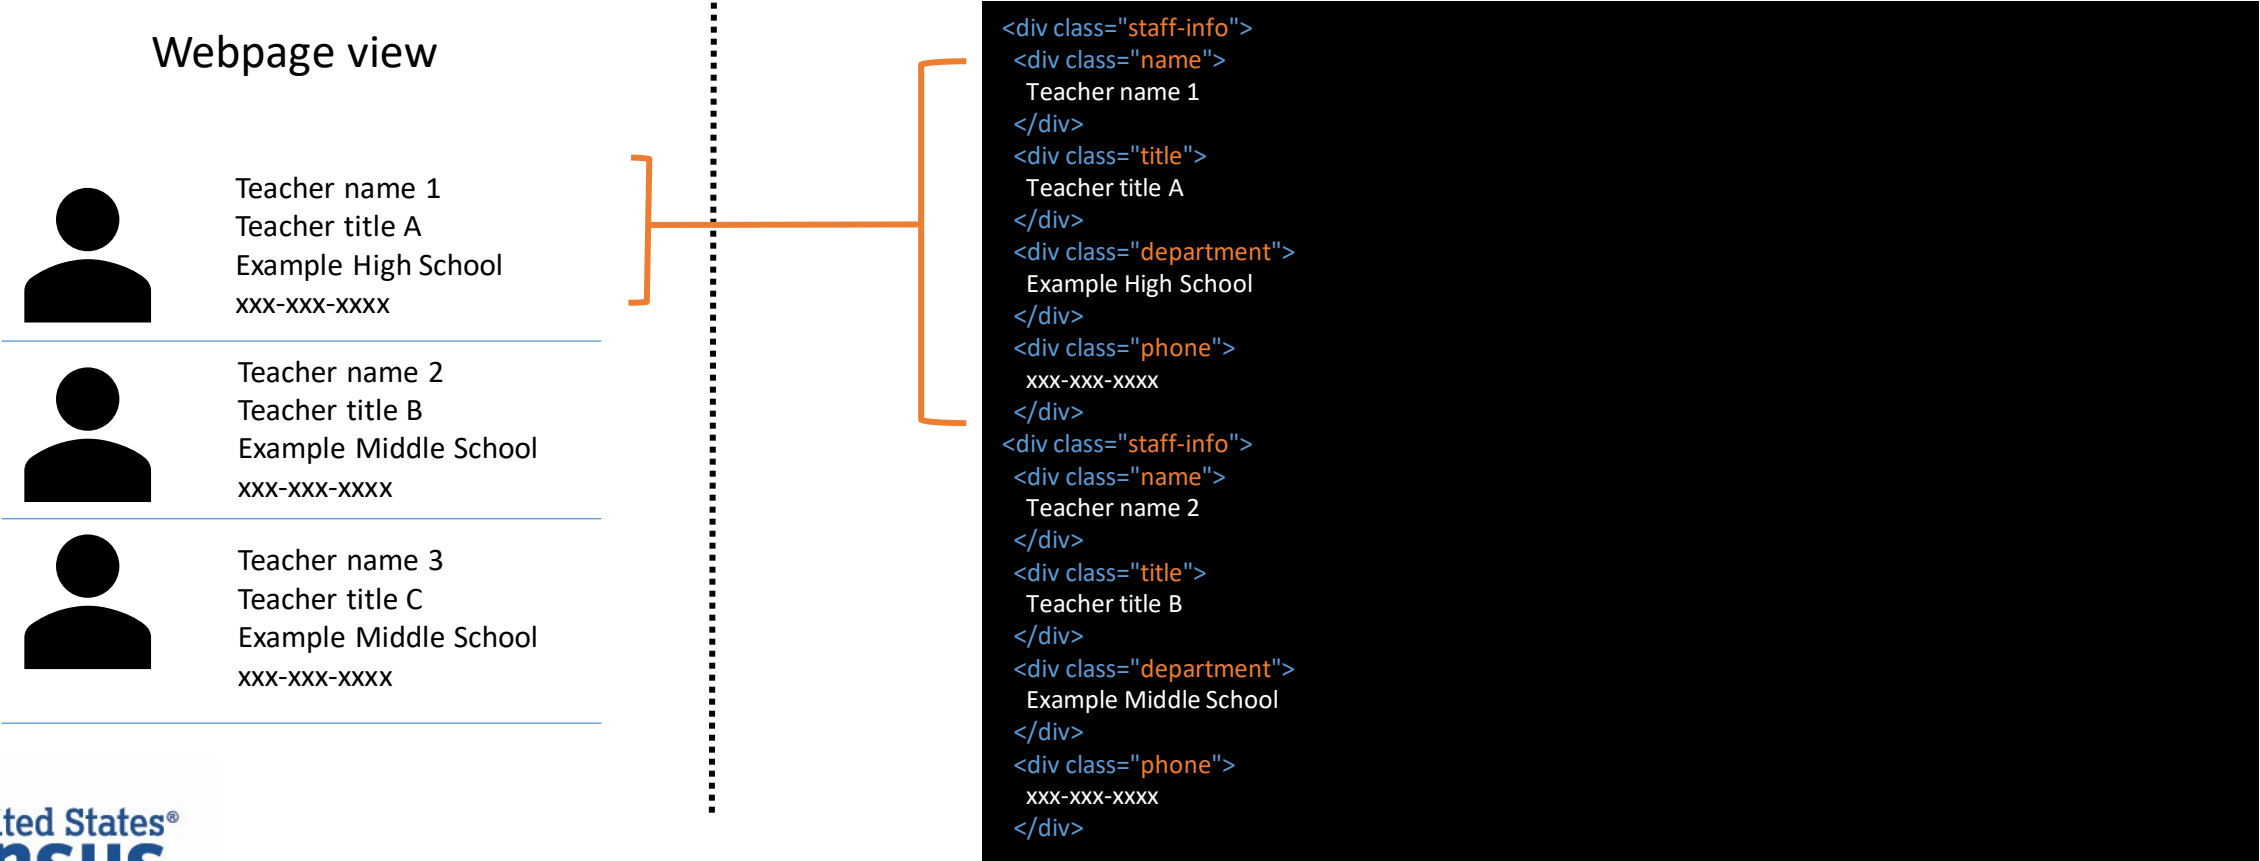 Webpage view
Teacher name 1
Teacher title A
Example High School
xxx-xxx-xxxx
Teacher name 2
Teacher title B
Example Middle School
xxx-xxx-xxxx
Teacher name 3
Teacher title C
Example Middle School
xxx-xxx-xxxx
ted States®
nsus
<div class="staff-info">
<div class="name">
Teacher name 1
</div>
<div class="title">
Teacher title A
</div>
<div class="department">
Example High School
</div>
<div class="phone">
xxx-xxx-xxxx
</div>
<div class="staff-info">
<div class="name">
Teacher name 2
</div>
<div class="title">
Teacher title B
</div>
<div class="department">
Example Middle School
</div>
<div class="phone">
xxx-xxx-xxxx
</div>